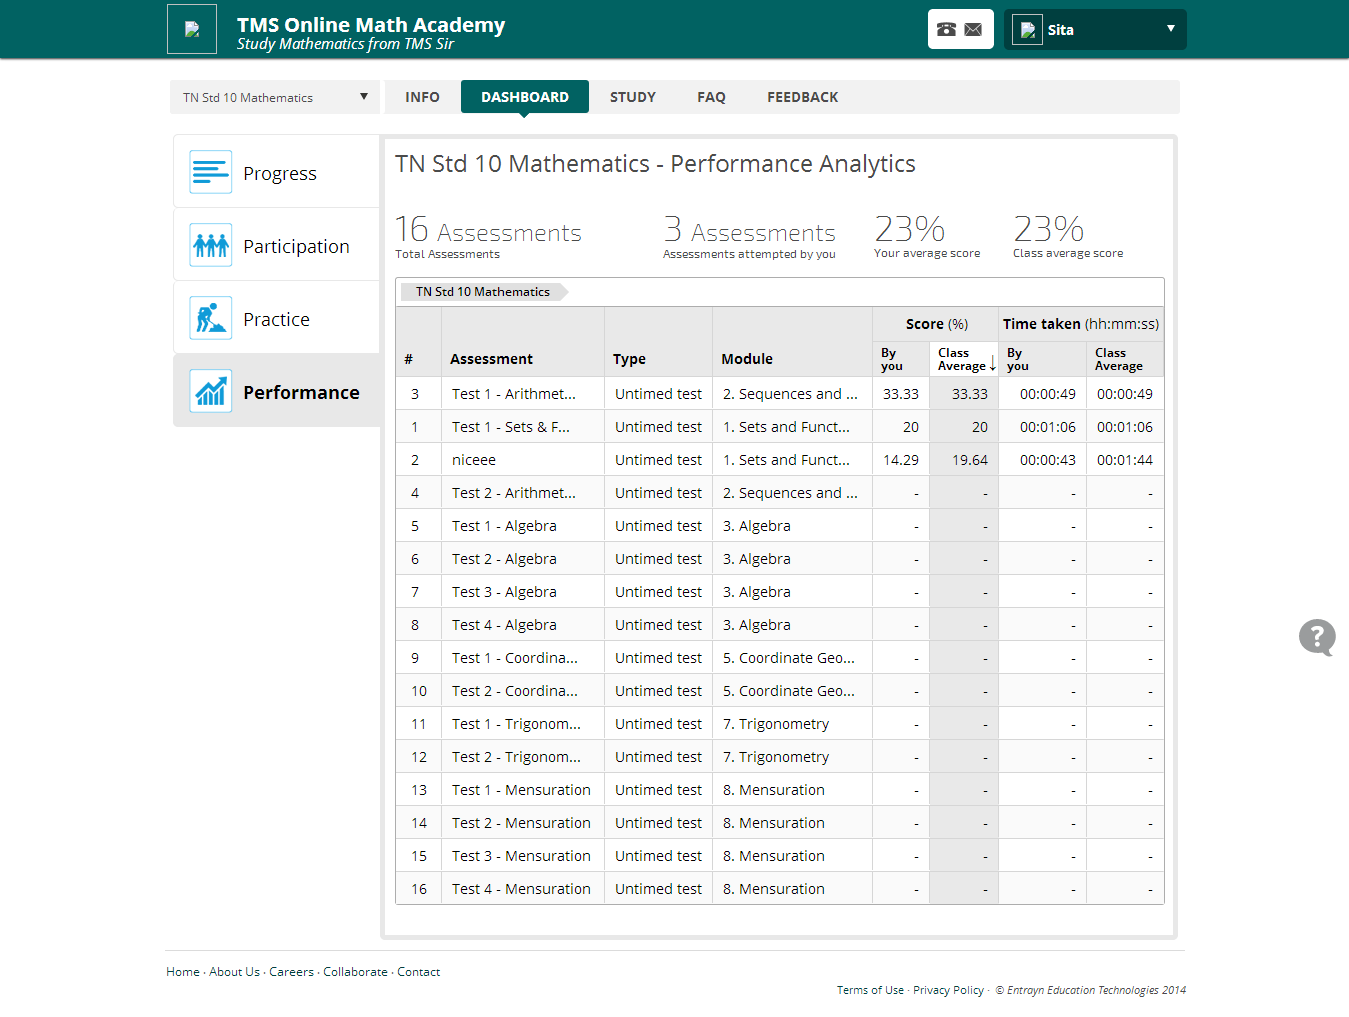 TMS Online Math Academy
Study Mathematics from TMS Sir
Sita
TN Std 10 Mathematics
INFO DASHBOARD STUDY FAQ FEEDBACK
Progress
Participation
Practice
Performance
TN Std 10 Mathematics - Performance Analytics
16 Assessments 3 Assessments 23% 23%
Total Assessments Assessments attempted by you Your average score Class average score
TN Std 10 Mathematics
Score (%) Time taken (hh:mm:ss)
# Assessment Type Module By you Class Average ↓ By you Class Average
3 Test 1 - Arithmet... Untimed test 2. Sequences and ... 33.33 33.33 00:00:49 00:00:49
1 Test 1 - Sets & F... Untimed test 1. Sets and Funct... 20 20 00:01:06 00:01:06
2 niceee Untimed test 1. Sets and Funct... 14.29 19.64 00:00:43 00:01:44
4 Test 2 - Arithmet... Untimed test 2. Sequences and ... - - - -
5 Test 1 - Algebra Untimed test 3. Algebra - - - -
6 Test 2 - Algebra Untimed test 3. Algebra - - - -
7 Test 3 - Algebra Untimed test 3. Algebra - - - -
8 Test 4 - Algebra Untimed test 3. Algebra - - - -
9 Test 1 - Coordina... Untimed test 5. Coordinate Geo... - - - -
10 Test 2 - Coordina... Untimed test 5. Coordinate Geo... - - - -
11 Test 1 - Trigonom... Untimed test 7. Trigonometry - - - -
12 Test 2 - Trigonom... Untimed test 7. Trigonometry - - - -
13 Test 1 - Mensuration Untimed test 8. Mensuration - - - -
14 Test 2 - Mensuration Untimed test 8. Mensuration - - - -
15 Test 3 - Mensuration Untimed test 8. Mensuration - - - -
16 Test 4 - Mensuration Untimed test 8. Mensuration - - - -
?
Home · About Us · Careers · Collaborate · Contact
Terms of Use · Privacy Policy · © Entrayn Education Technologies 2014